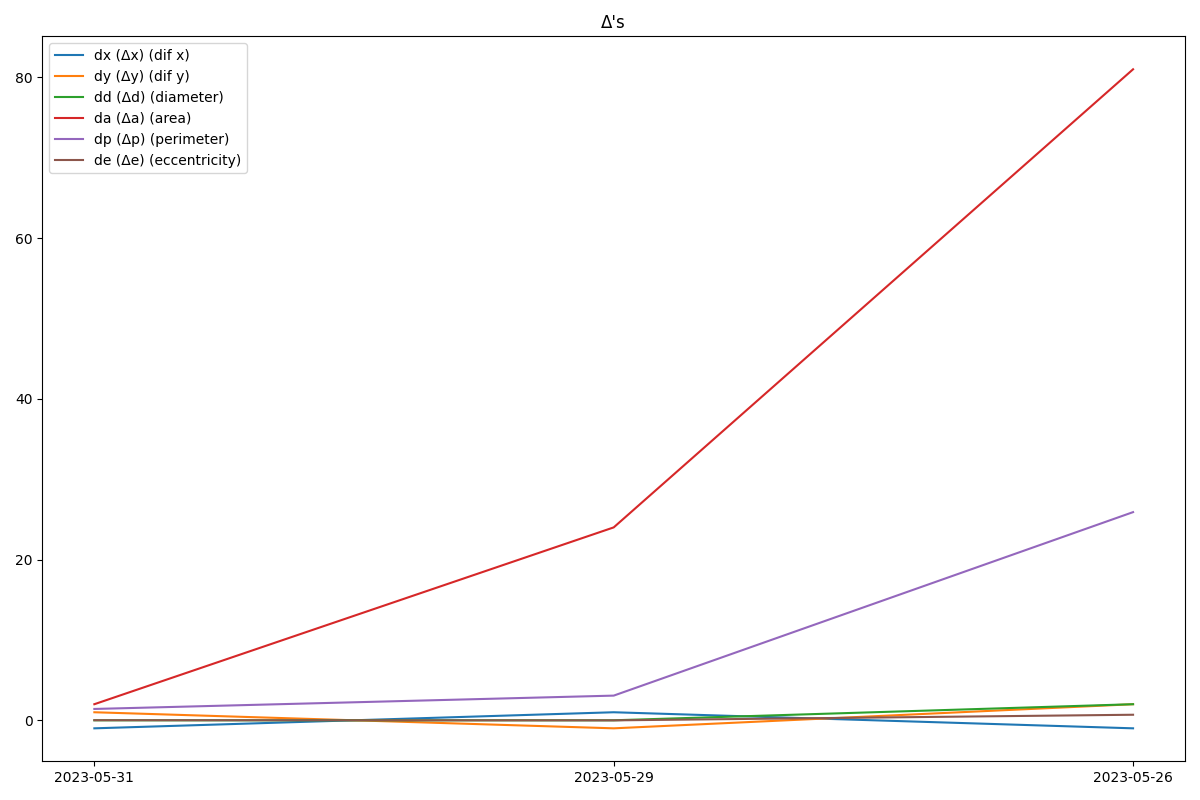 Δ's
dx (Δx) (dif x)
dy (Δy) (dif y)
dd (Δd) (diameter)
da (Δa) (area)
dp (Δp) (perimeter)
de (Δe) (eccentricity)
80
60
40
20
0
2023-05-31
2023-05-29
2023-05-26